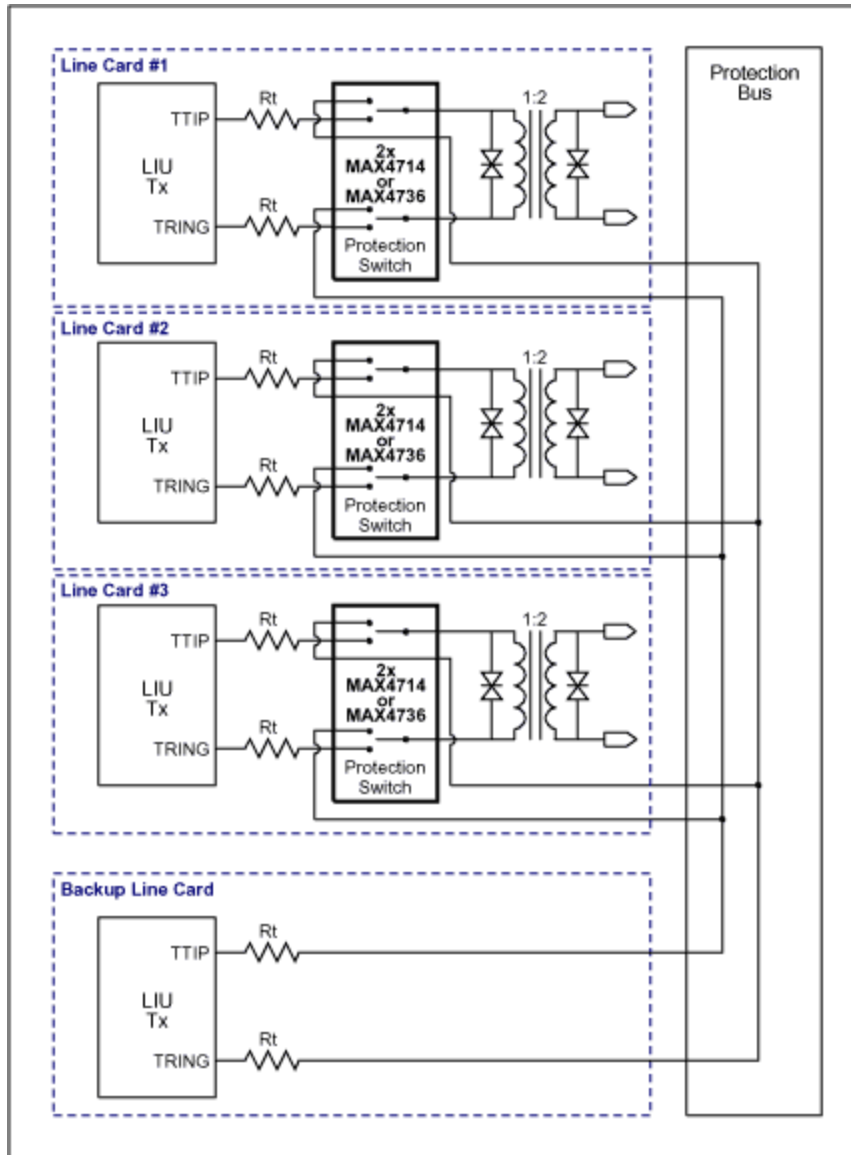 Line Card #1
Protection
Bus
TTIP
Rt
1:2
LIU
Tx
2x
MAX4714
or
MAX4736
TRING
Rt
Protection
Switch
Line Card #2
TTIP
Rt
1:2
LIU
Tx
2x
MAX4714
or
MAX4736
TRING
Rt
Protection
Switch
Line Card #3
TTIP
Rt
1:2
LIU
Tx
2x
MAX4714
or
MAX4736
TRING
Rt
Protection
Switch
Backup Line Card
TTIP
Rt
LIU
Tx
TRING
Rt